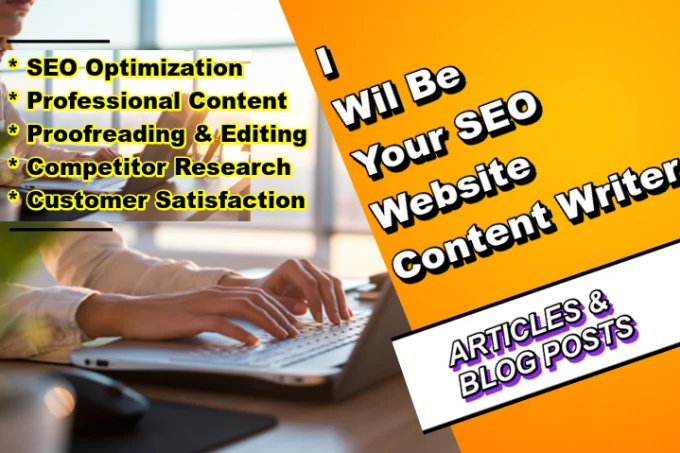 * SEO Optimization
* Professional Content
* Proofreading & Editing
* Competitor Research
* Customer Satisfaction
I
Wil Be
Your SEO
Website
Content Writer
ARTICLES &
BLOG POSTS